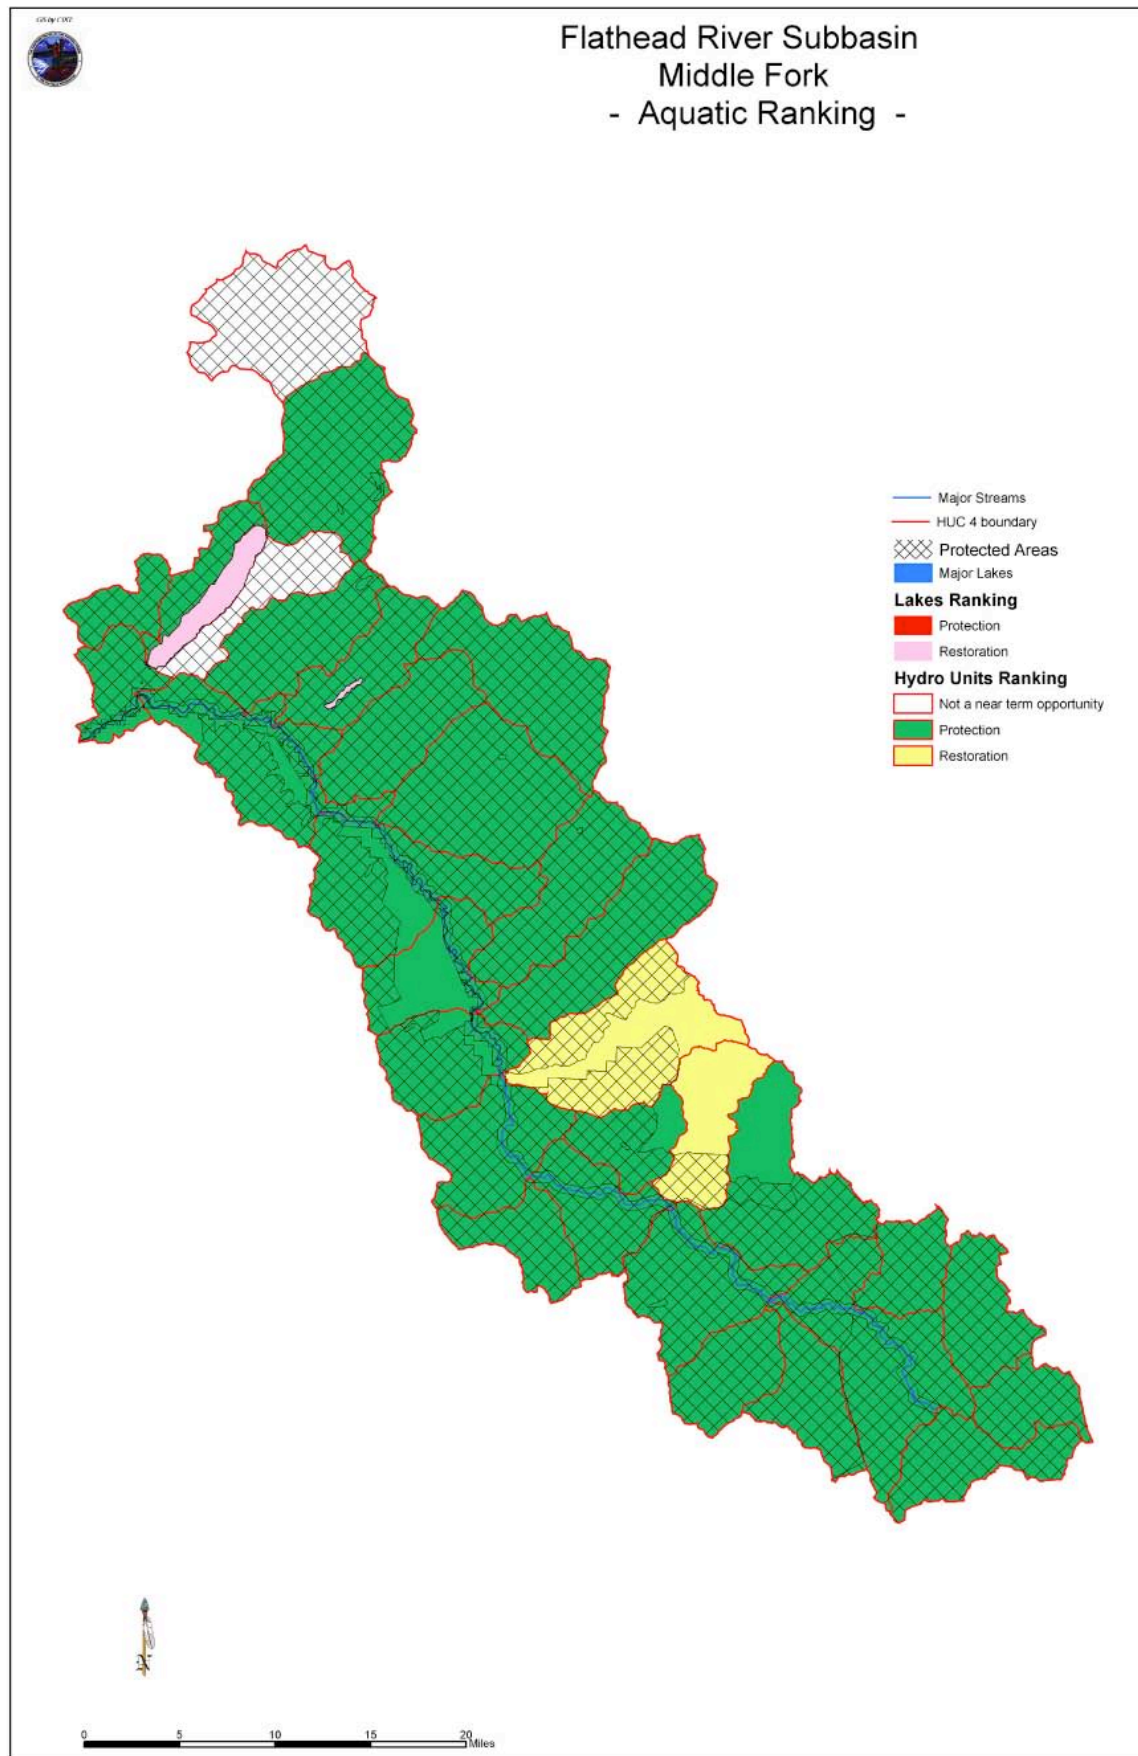 Flathead River Subbasin
Middle Fork
- Aquatic Ranking -
Major Streams
HUC 4 boundary
Protected Areas
Major Lakes
Lakes Ranking
Protection
Restoration
Hydro Units Ranking
Not a near term opportunity
Protection
Restoration
0 5 10 15 20
Miles